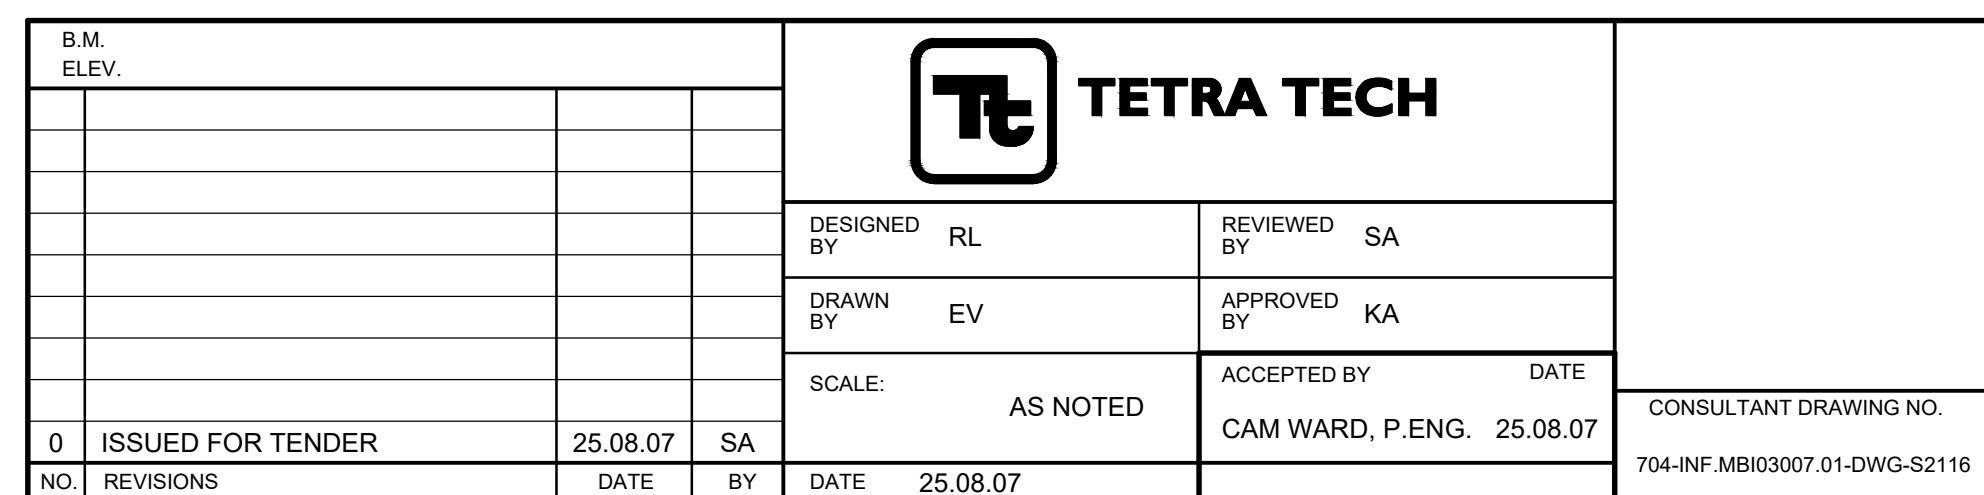 B.M.
ELEV.
0 ISSUED FOR TENDER 25.08.07 SA
NO. REVISIONS DATE BY
Tt TETRA TECH
DESIGNED
BY RL
REVIEWED
BY SA
DRAWN
BY EV
APPROVED
BY KA
SCALE:
AS NOTED
ACCEPTED BY DATE
CAM WARD, P.ENG. 25.08.07
DATE 25.08.07
CONSULTANT DRAWING NO.
704-INF.MBI03007.01-DWG-S2116